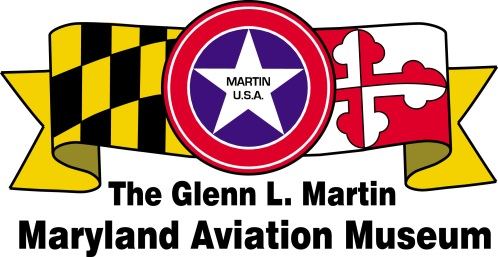 MARTIN
U.S.A.
The Glenn L. Martin
Maryland Aviation Museum